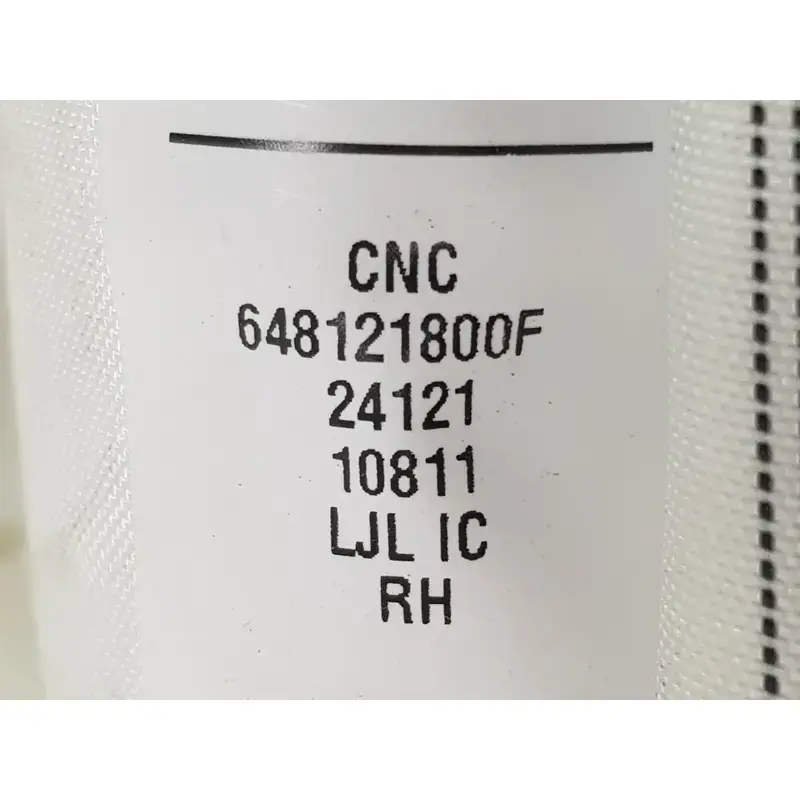 CNC
648121800F
24121
10811
LJL IC
RH